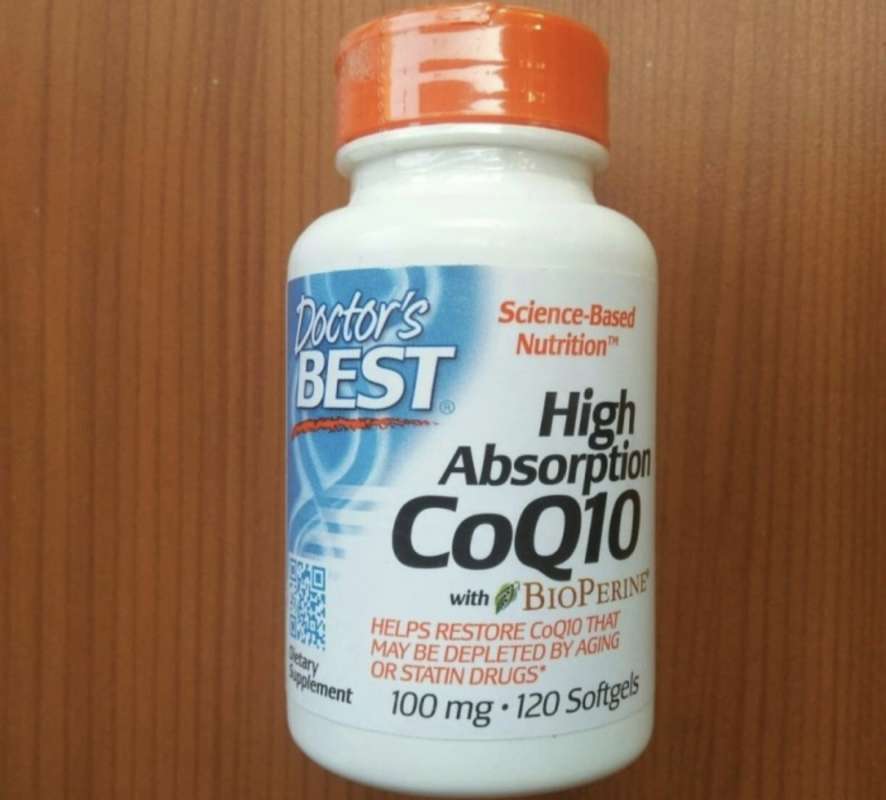 Doctor's
BEST®
Science-Based
Nutrition™
High
Absorption
CoQ10
with BIOPERINE®
HELPS RESTORE CoQ10 THAT
MAY BE DEPLETED BY AGING
OR STATIN DRUGS*
100 mg • 120 Softgels
Dietary
Supplement